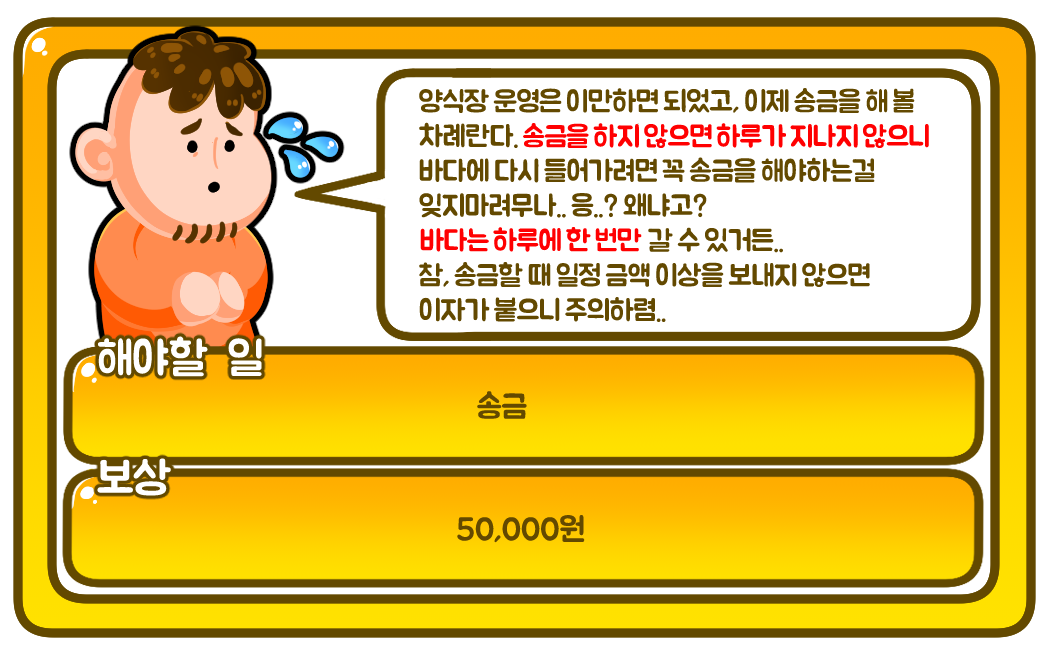 양식장 운영은 이만하면 되었고, 이제 송금을 해 볼
차례란다. 송금을 하지 않으면 하루가 지나지 않으니
바다에 다시 들어가려면 꼭 송금을 해야하는걸
잊지마려무나.. 응..? 왜냐고?
바다는 하루에 한 번만 갈 수 있거든..
참, 송금할 때 일정 금액 이상을 보내지 않으면
이자가 붙으니 주의하렴..
해야할 일
송금
보상
50,000원